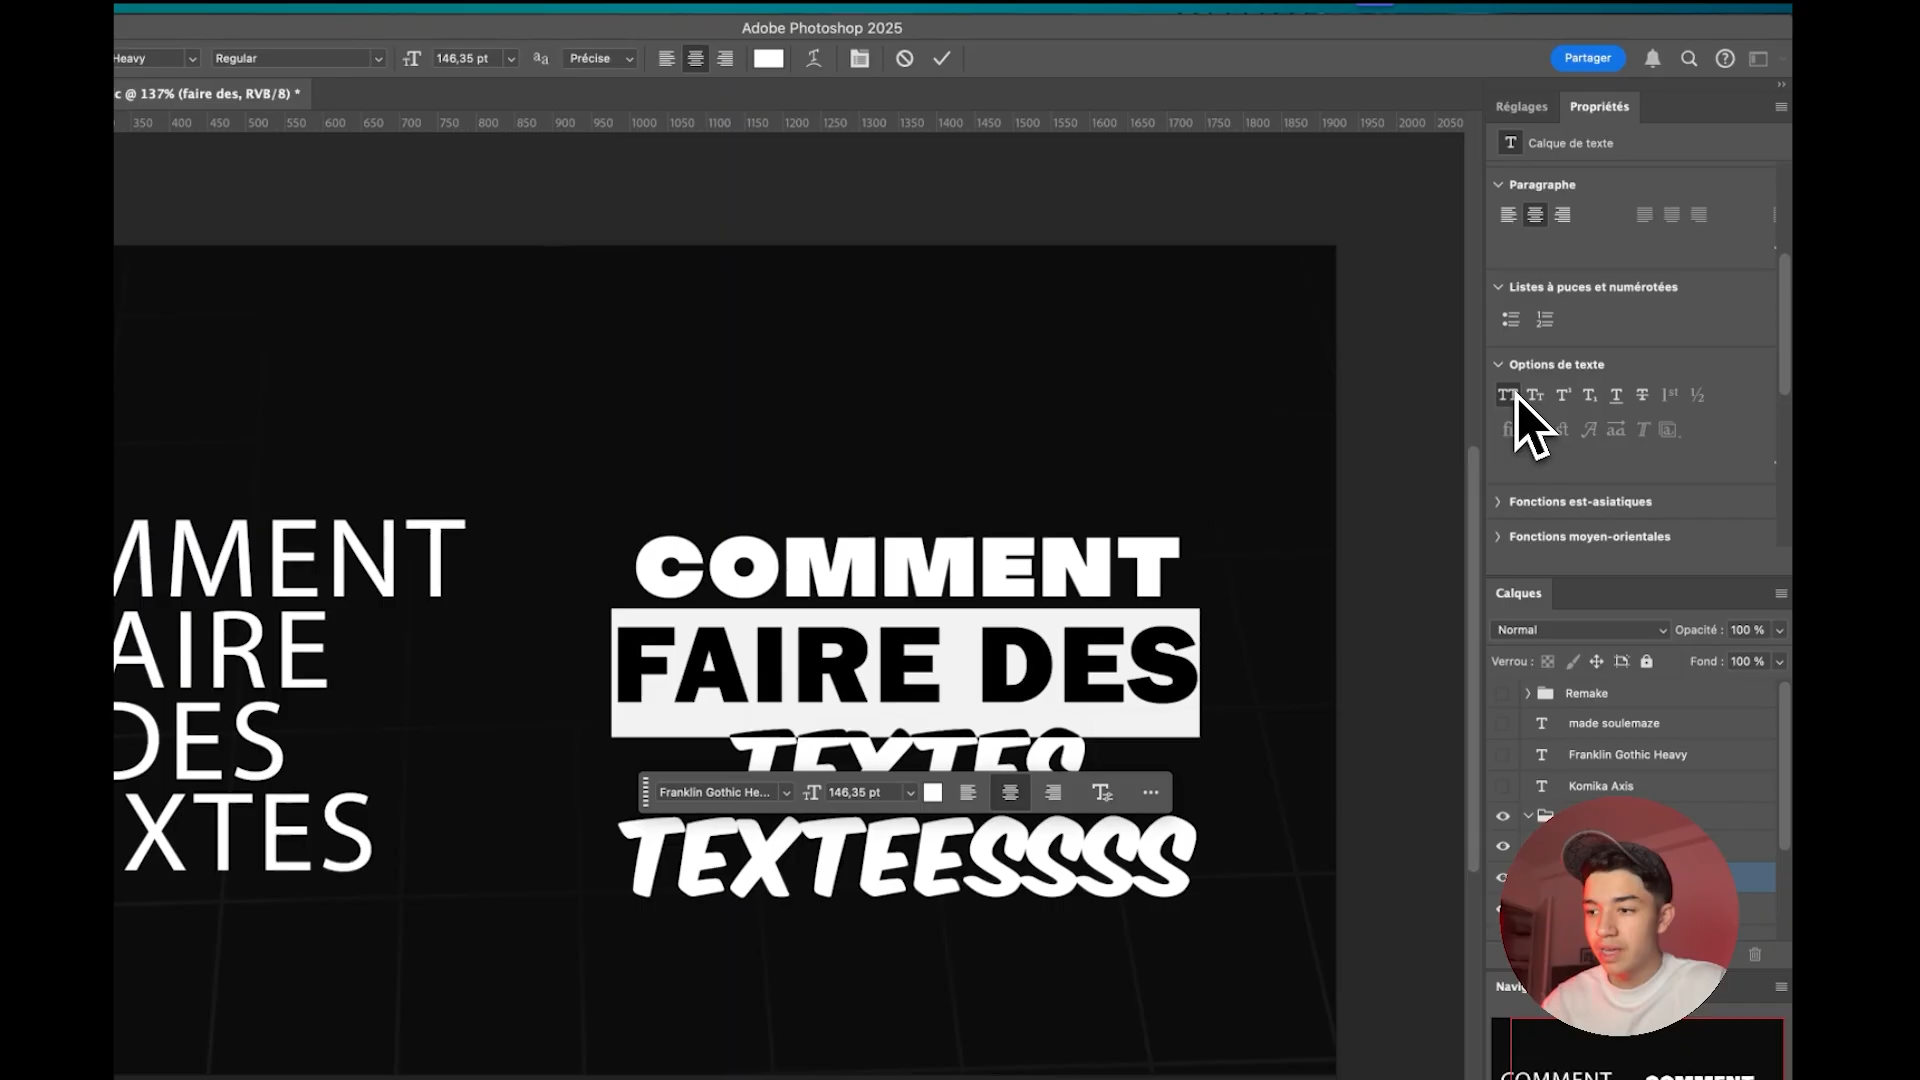 Adobe Photoshop 2025
Heavy
Regular
146,35 pt
Précise
Partager
c @ 137% (faire des, RVB/8) *
350 400 450 500 550 600 650 700 750 800 850 900 950 1000 1050 1100 1150 1200 1250 1300 1350 1400 1450 1500 1550 1600 1650 1700 1750 1800 1850 1900 1950 2000 2050
Réglages
Propriétés
Calque de texte
Paragraphe
Listes à puces et numérotées
Options de texte
Fonctions est-asiatiques
Fonctions moyen-orientales
Calques
Normal
Opacité : 100 %
Verrou :
Fond : 100 %
Remake
made soulemaze
Franklin Gothic Heavy
Komika Axis
MMENT
AIRE
DES
EXTES
COMMENT
FAIRE DES
TEXTES
Franklin Gothic He...
146,35 pt
TEXTEESSSS
Navig
COMMENT
COMMENT